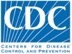 CDC
CENTERS FOR DISEASE
CONTROL AND PREVENTION